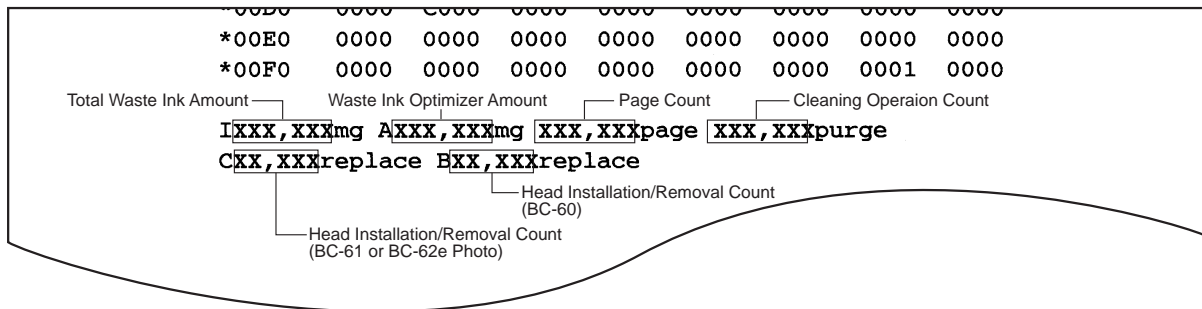 *00E0 0000 0000 0000 0000 0000 0000 0000 0000
*00F0 0000 0000 0000 0000 0000 0000 0001 0000
Total Waste Ink Amount Waste Ink Optimizer Amount Page Count Cleaning Operaion Count
IXXX,XXXmg AXXX,XXXmg XXX,XXXpage XXX,XXXpurge
CXX,XXXreplace BXX,XXXreplace
Head Installation/Removal Count
(BC-60)
Head Installation/Removal Count
(BC-61 or BC-62e Photo)